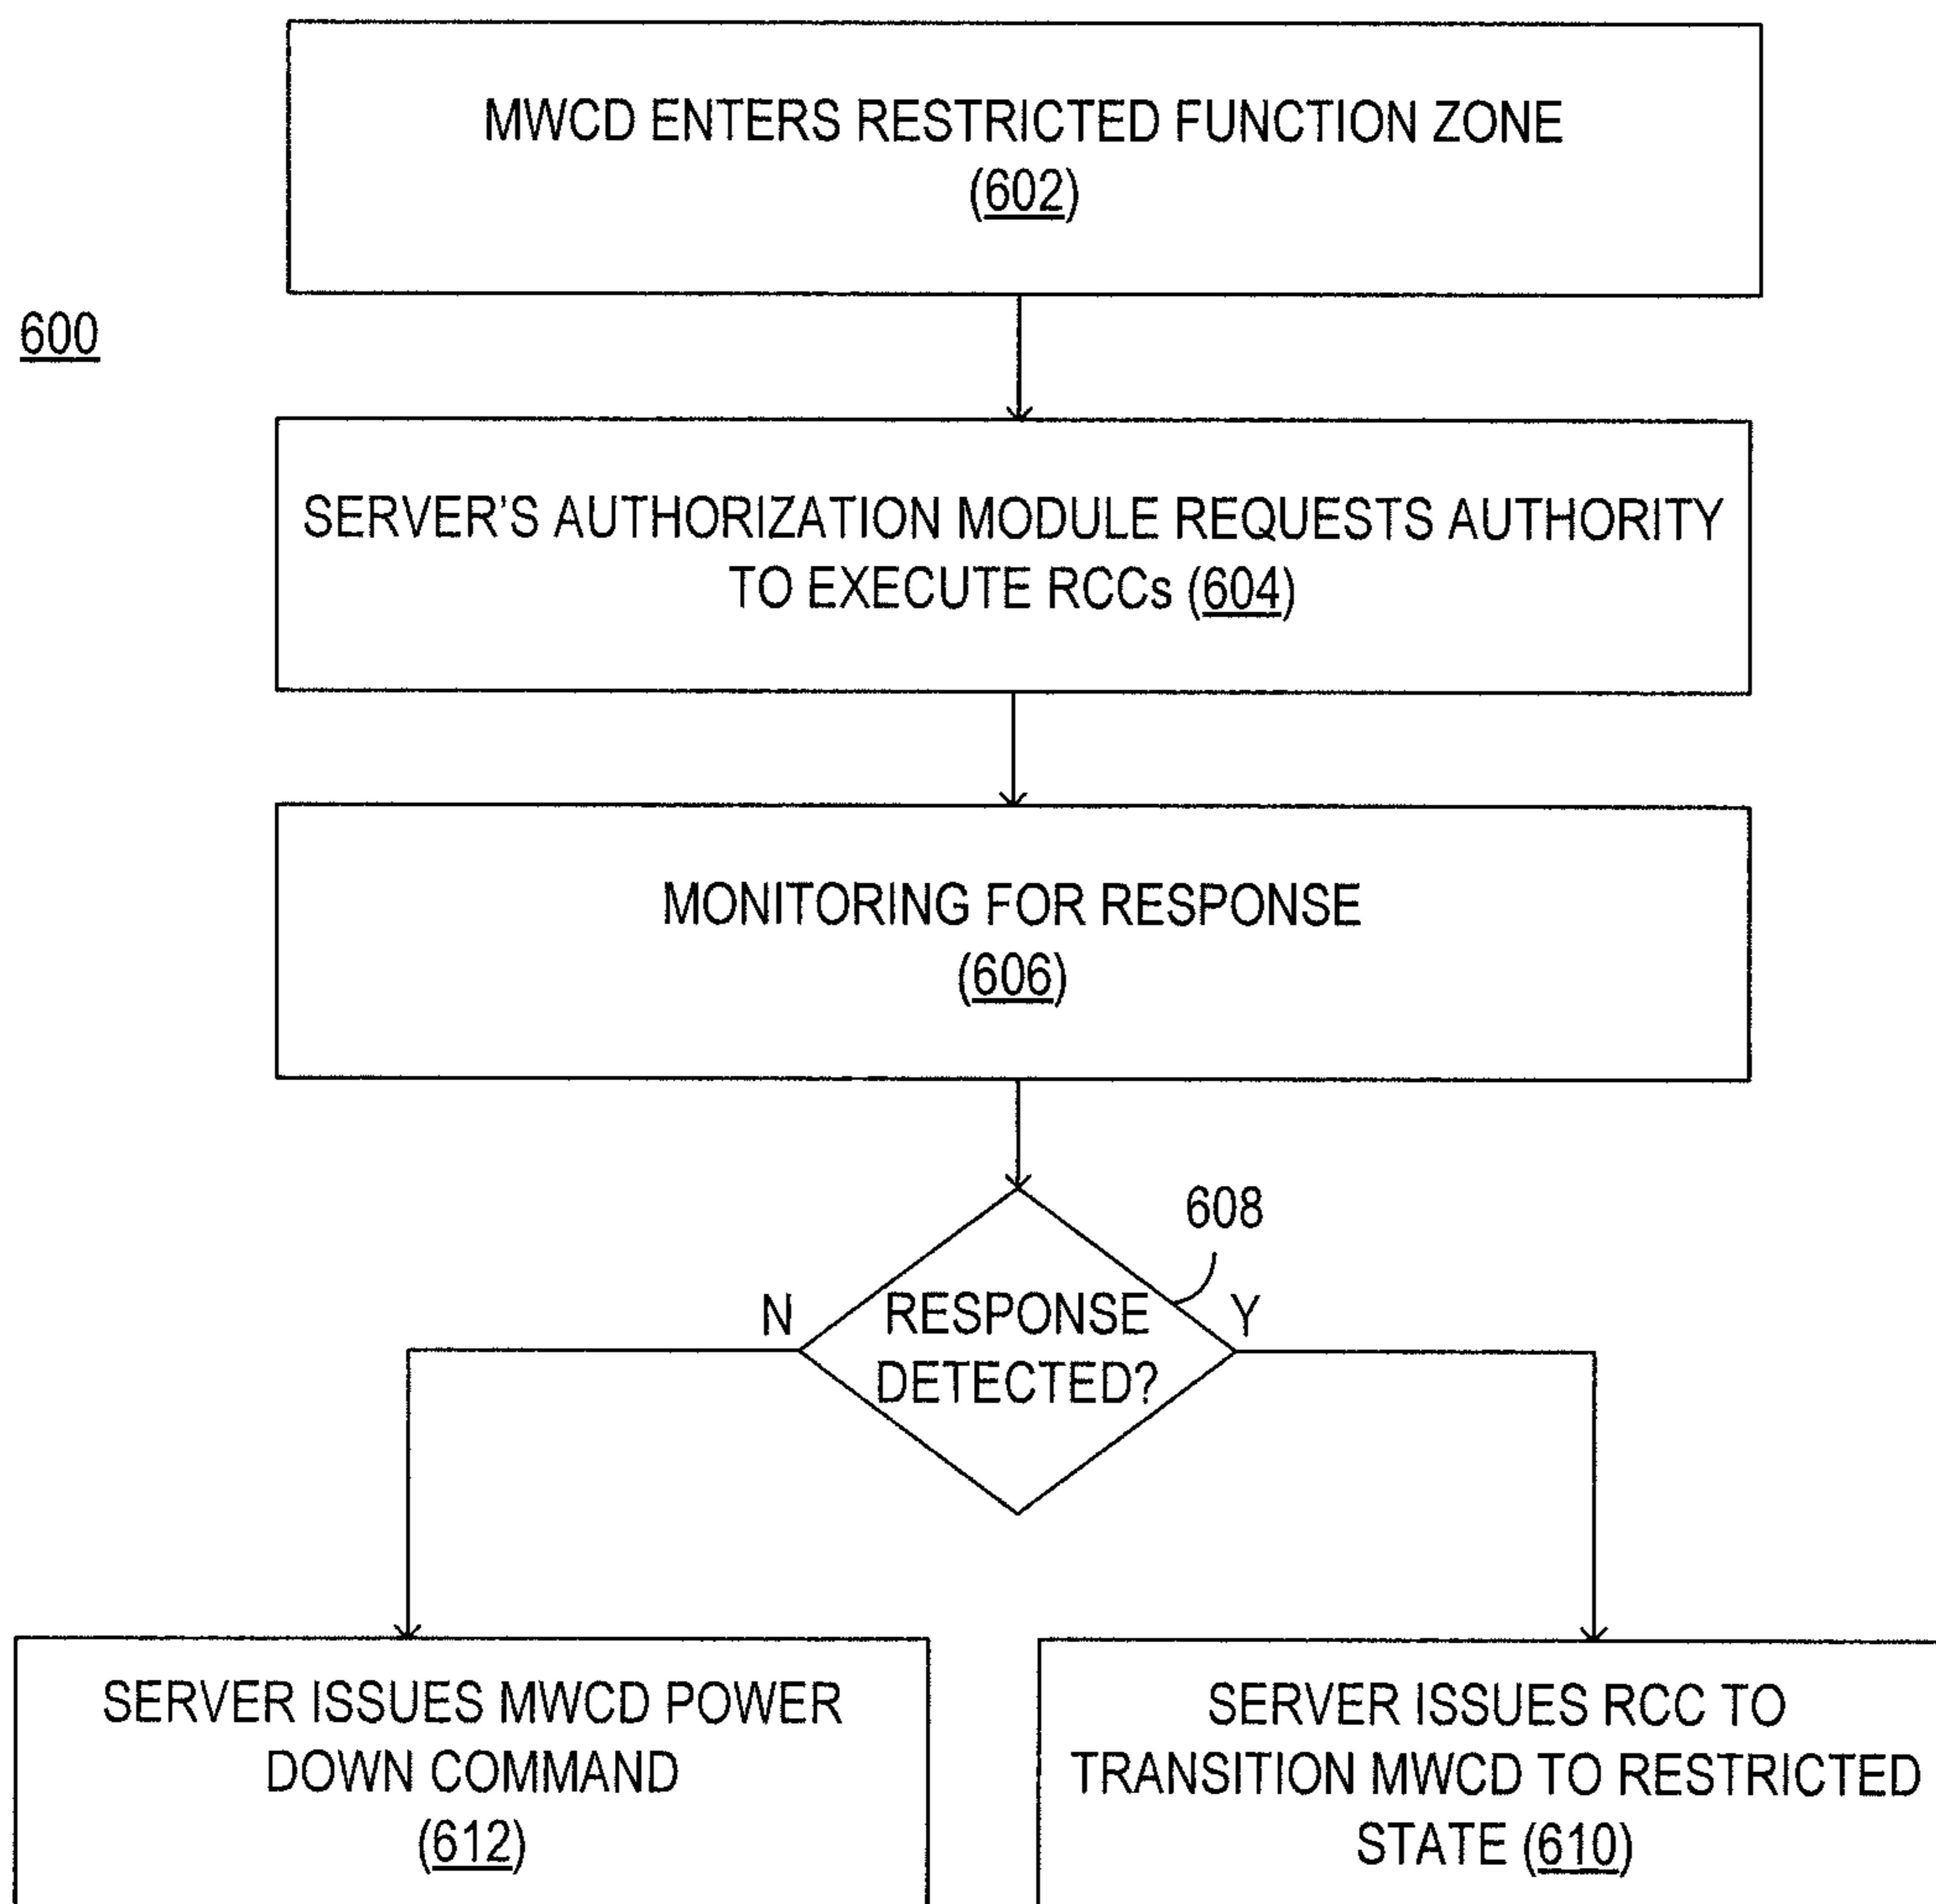 MWCD ENTERS RESTRICTED FUNCTION ZONE
(602)
600
SERVER’S AUTHORIZATION MODULE REQUESTS AUTHORITY
TO EXECUTE RCCs (604)
MONITORING FOR RESPONSE
(606)
608
N
RESPONSE
DETECTED?
Y
SERVER ISSUES MWCD POWER
DOWN COMMAND
(612)
SERVER ISSUES RCC TO
TRANSITION MWCD TO RESTRICTED
STATE (610)